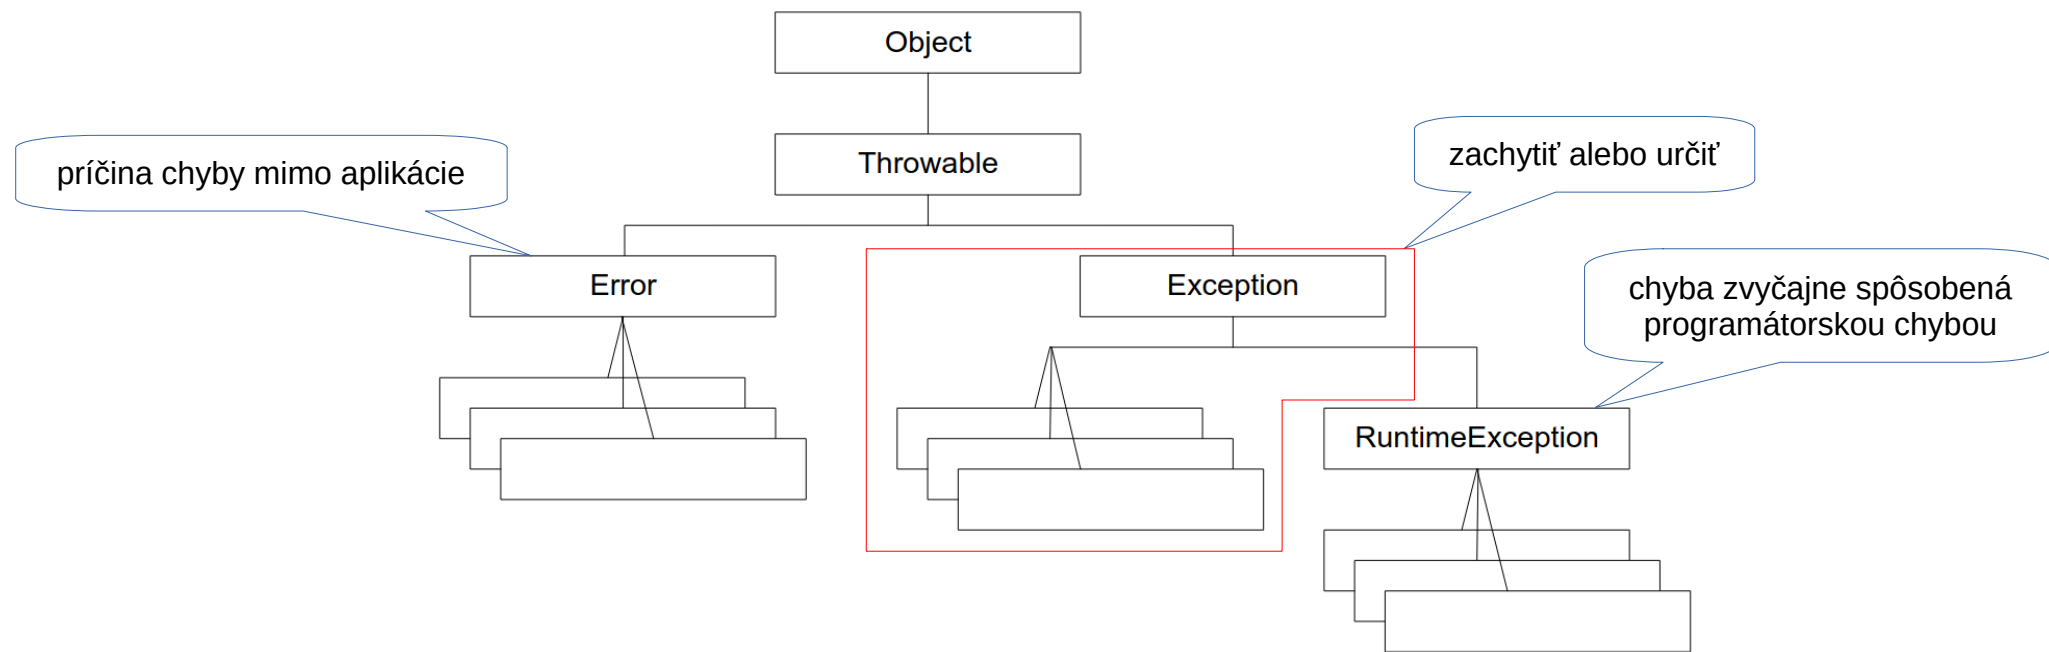 Object
Throwable
príčina chyby mimo aplikácie
zachytiť alebo určiť
Error
Exception
chyba zvyčajne spôsobená
programátorskou chybou
RuntimeException